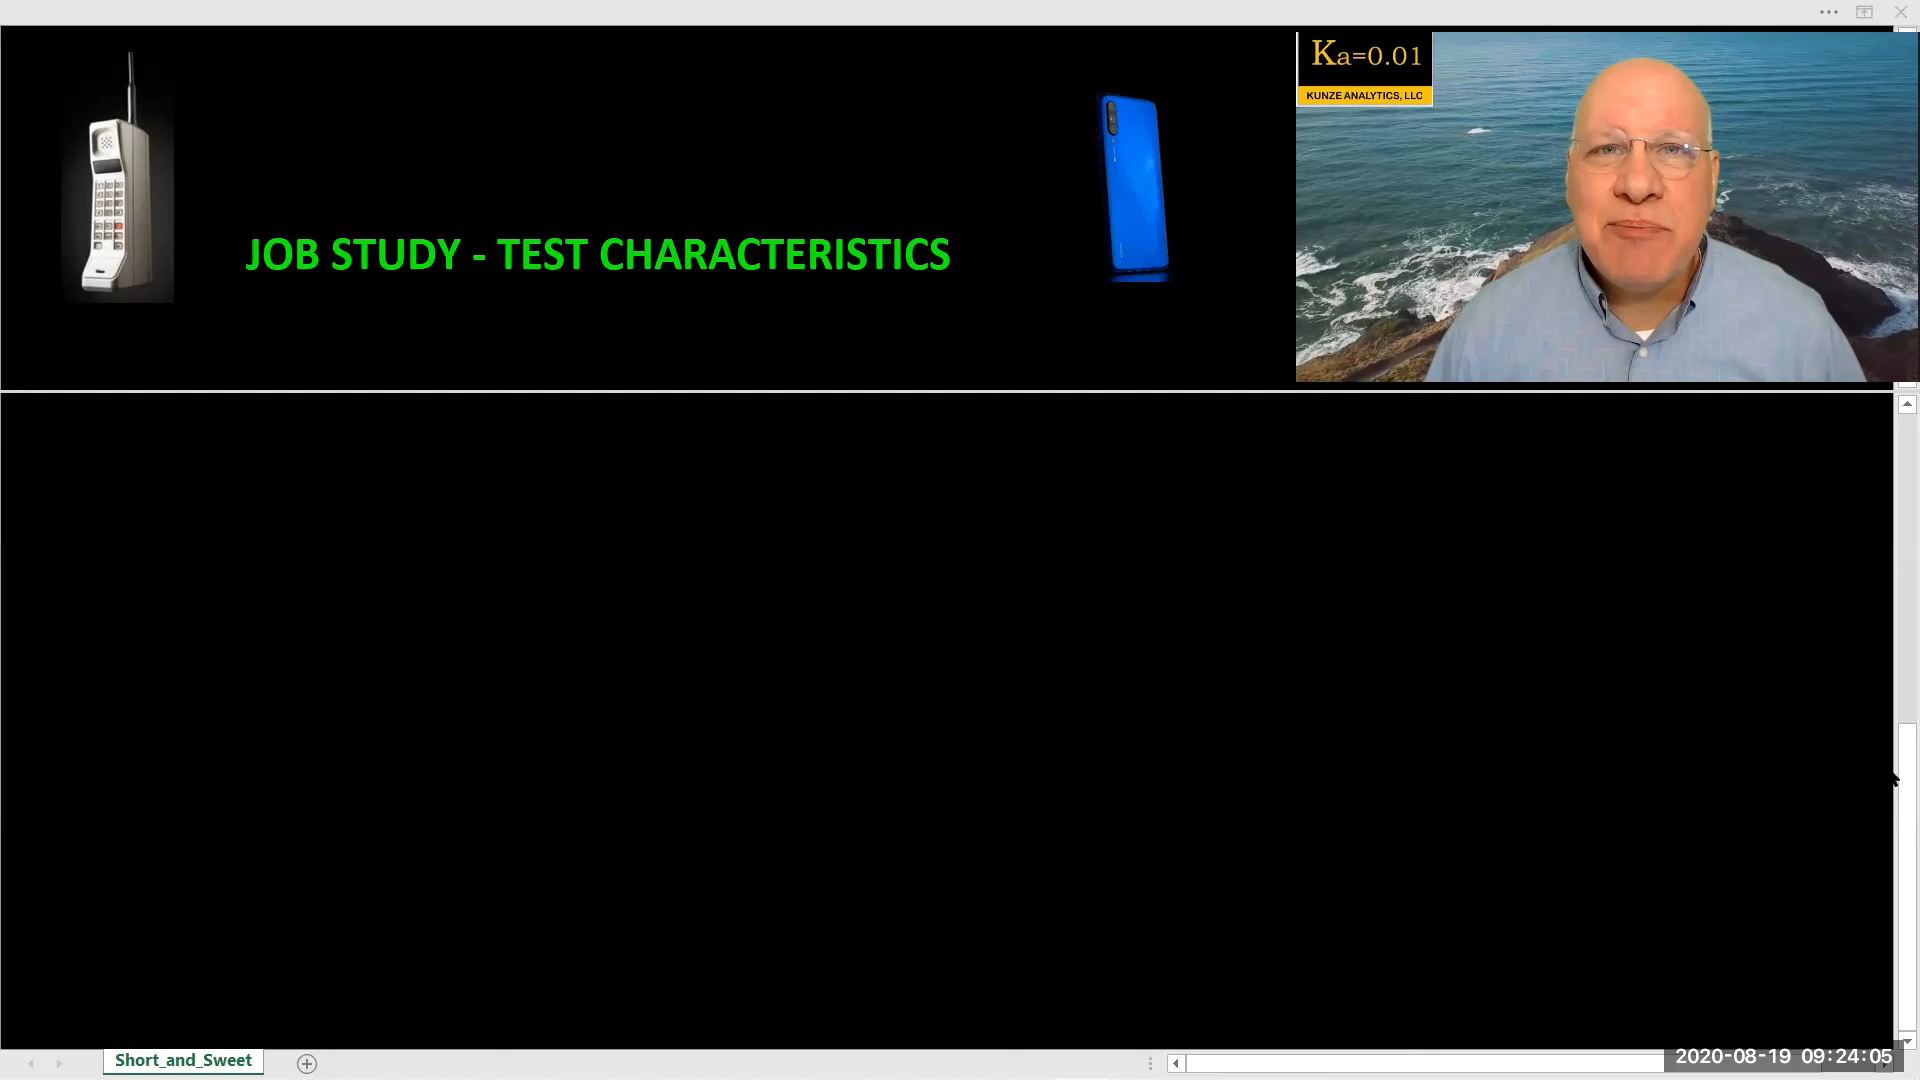 Ka=0.01
KUNZE ANALYTICS, LLC
JOB STUDY - TEST CHARACTERISTICS
Short_and_Sweet
2020-08-19 09:24:05